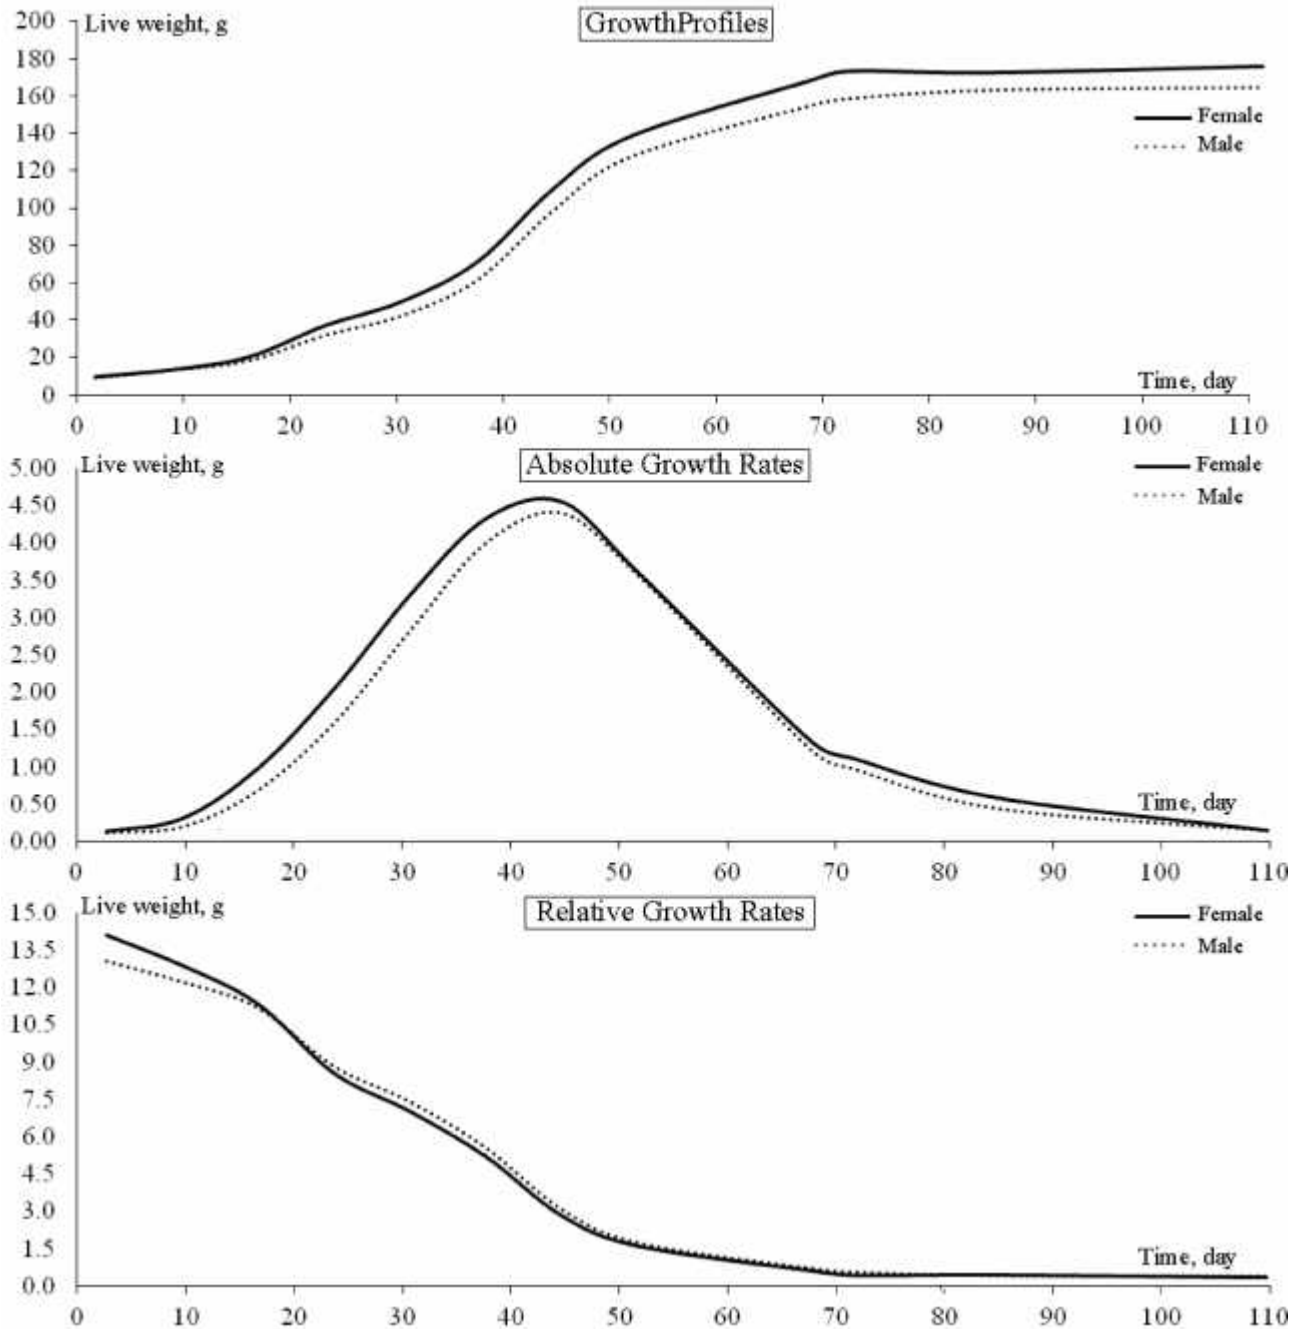 GrowthProfiles
Live weight, g
200
180
160
140
120
100
80
60
40
20
0
Female
Male
Time, day
0 10 20 30 40 50 60 70 80 90 100 110
Absolute Growth Rates
Live weight, g
5.00
4.50
4.00
3.50
3.00
2.50
2.00
1.50
1.00
0.50
0.00
Female
Male
Time, day
0 10 20 30 40 50 60 70 80 90 100 110
Relative Growth Rates
Live weight, g
15.0
13.5
12.0
10.5
9.0
7.5
6.0
4.5
3.0
1.5
0.0
Female
Male
Time, day
0 10 20 30 40 50 60 70 80 90 100 110